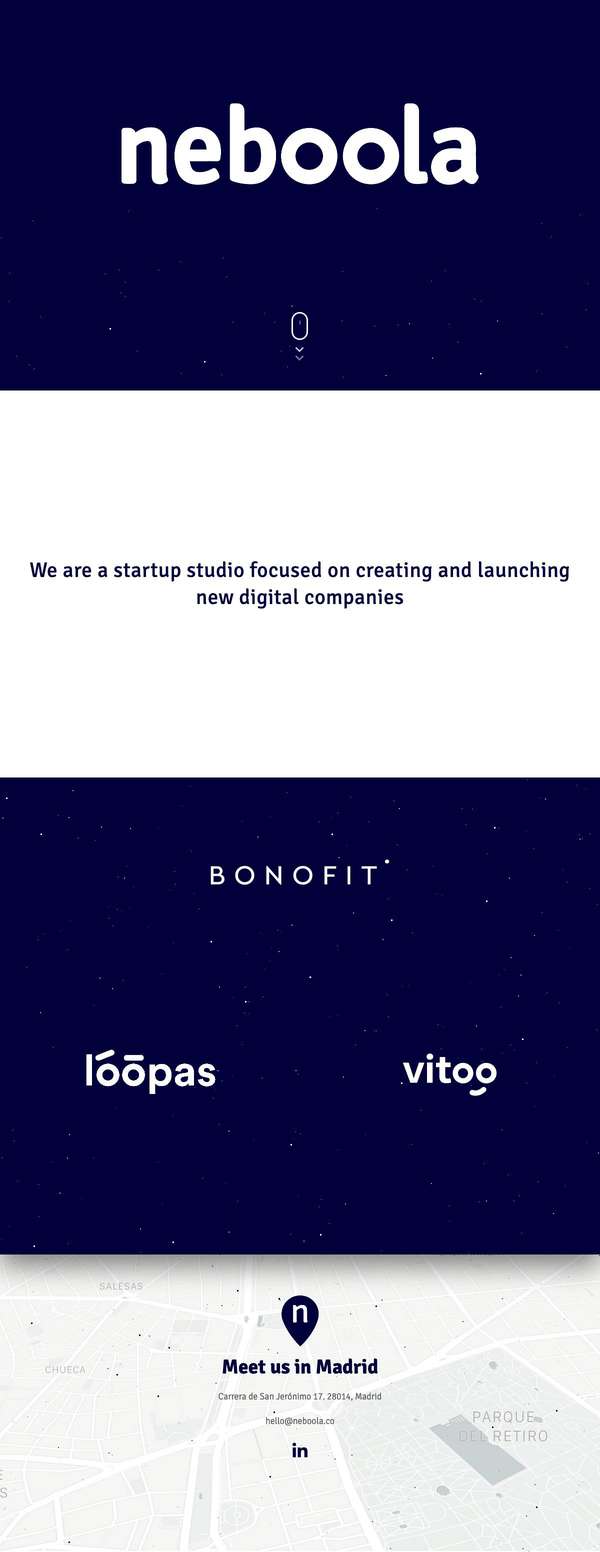 neboola
We are a startup studio focused on creating and launching
new digital companies
BONOFIT
lóōpas
vitoo
SALESAS
n
Meet us in Madrid
CHUECA
Carrera de San Jerónimo 17. 28014, Madrid
hello@neboola.co
PARQUE
DEL RETIRO
in
E
S